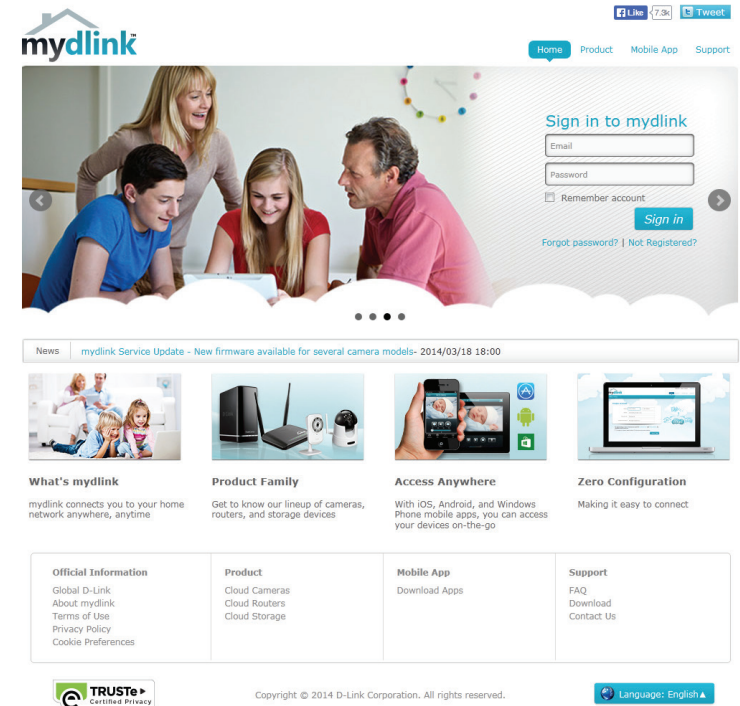 mydlink™
Like 7.3k Tweet
Home Product Mobile App Support
Sign in to mydlink
Email
Password
Remember account
Sign in
Forgot password? | Not Registered?
News mydlink Service Update - New firmware available for several camera models- 2014/03/18 18:00
What's mydlink
mydlink connects you to your home
network anywhere, anytime
Product Family
Get to know our lineup of cameras,
routers, and storage devices
Access Anywhere
With iOS, Android, and Windows
Phone mobile apps, you can access
your devices on-the-go
Zero Configuration
Making it easy to connect
Official Information
Global D-Link
About mydlink
Terms of Use
Privacy Policy
Cookie Preferences
Product
Cloud Cameras
Cloud Routers
Cloud Storage
Mobile App
Download Apps
Support
FAQ
Download
Contact Us
TRUSTe
Certified Privacy
Copyright © 2014 D-Link Corporation. All rights reserved.
Language: English▲